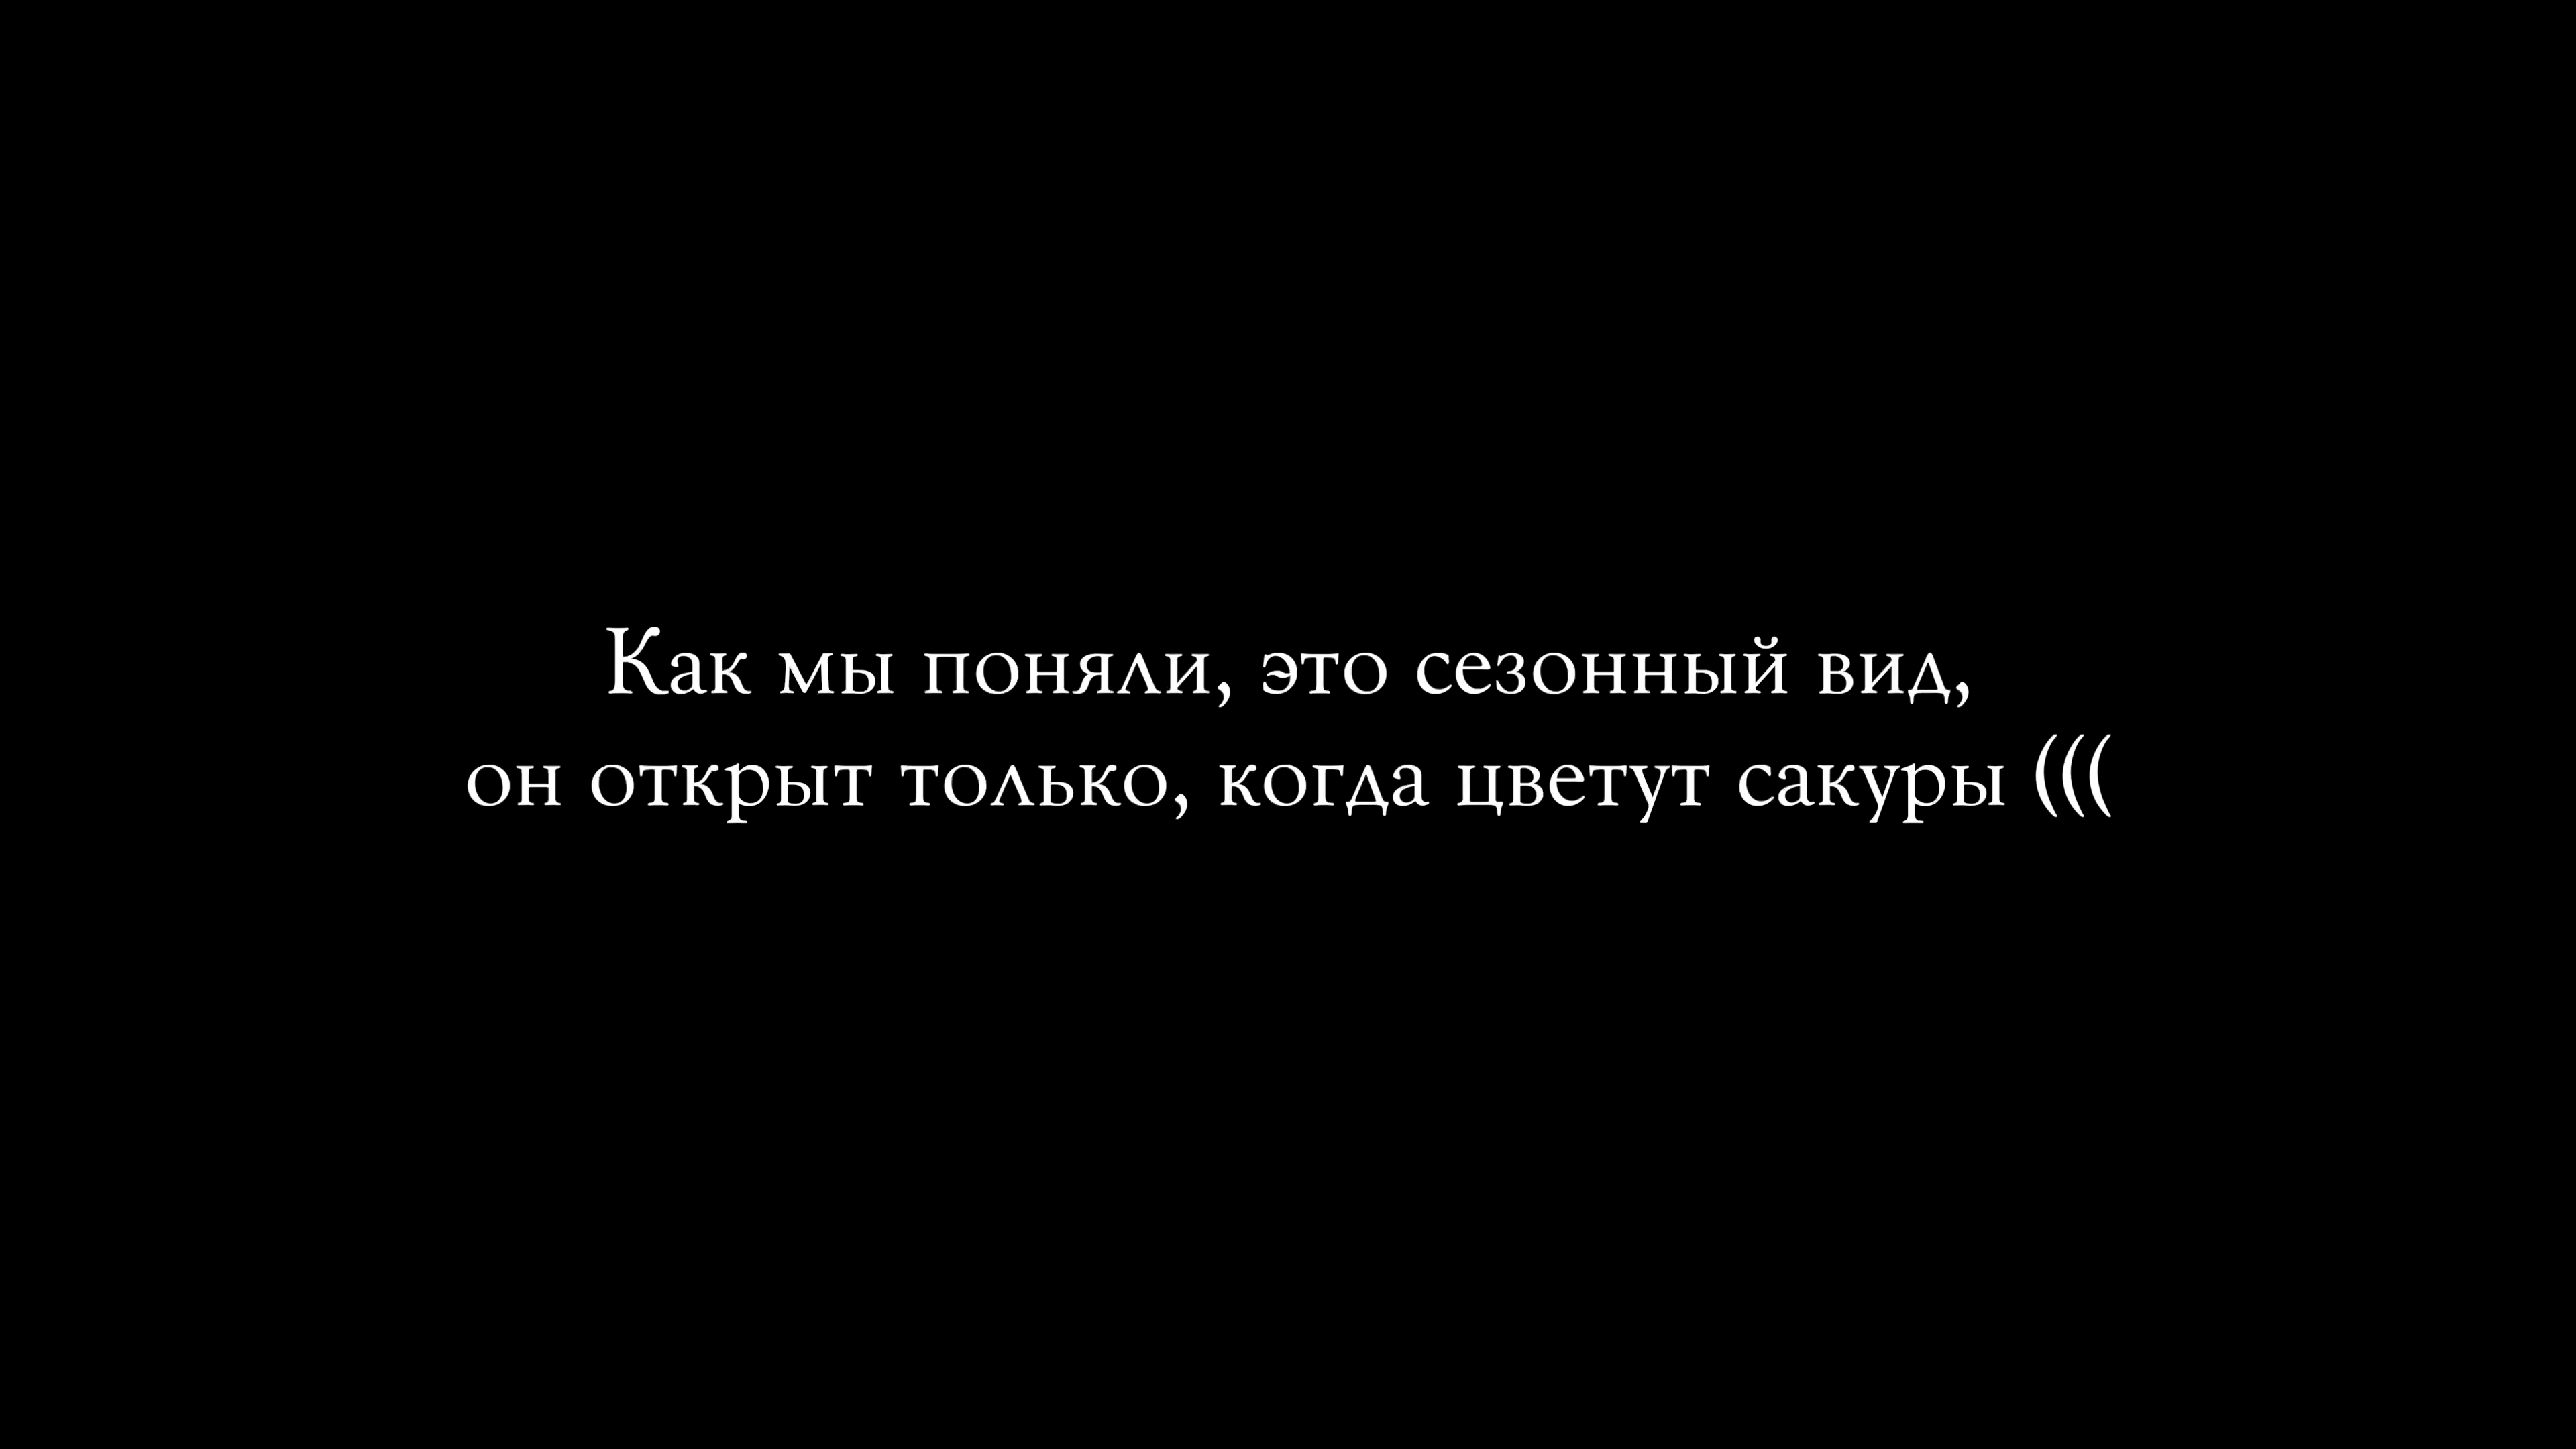 Как мы поняли, это сезонный вид,
он открыт только, когда цветут сакуры (((